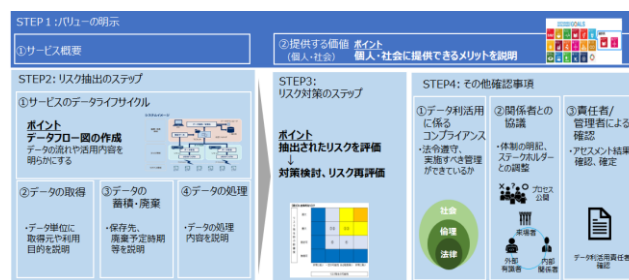 STEP1:バリューの明示
①サービス概要
②提供する価値 ポイント
(個人・社会) 個人・社会に提供できるメリットを説明
STEP2: リスク抽出のステップ
①サービスのデータライフサイクル
ポイント
データフロー図の作成
データの流れや活用内容を
明らかにする
②データの取得
・データ単位に
取得元や利用
目的を説明
③データの
蓄積・廃棄
・保存先、
廃棄予定時期
等を説明
④データの処理
・データの処理
内容を説明
STEP3:
リスク対策のステップ
ポイント
抽出されたリスクを評価
↓
対策検討、リスク再評価
STEP4: その他確認事項
①データ利活用
に係る
コンプライアンス
・法令遵守、
実施すべき管理
ができているか
社会
倫理
法律
②関係者との
協議
・体制の明記、
ステークホルダー
との調整
プロセス
公開
来場者
外部
有識者
内部
関係者
③責任者/
管理者による
確認
・アセスメント結果
確認、確定
データ利活用責任者
確認